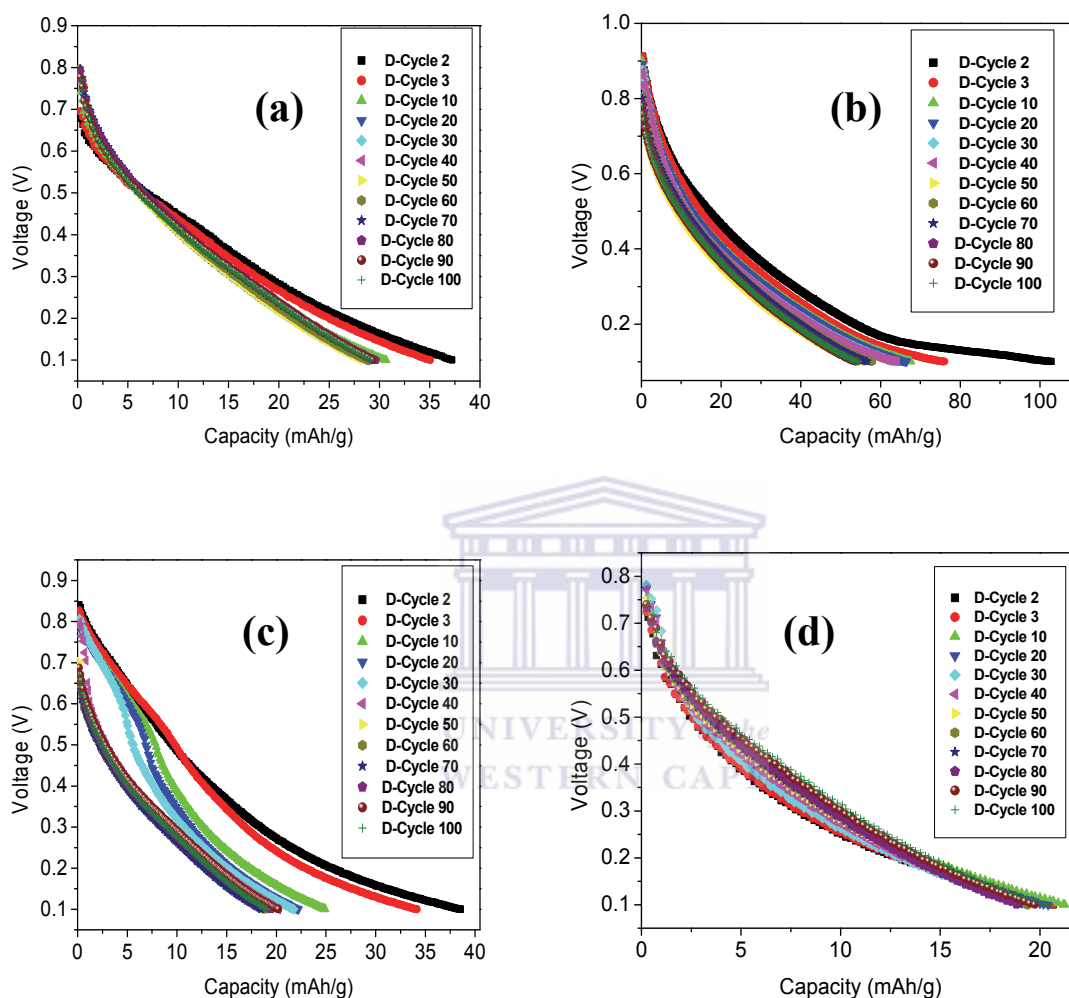 (a)
0.9
0.8
0.7
0.6
0.5
0.4
0.3
0.2
0.1
0 5 10 15 20 25 30 35 40
Voltage (V)
Capacity (mAh/g)
D-Cycle 2
D-Cycle 3
D-Cycle 10
D-Cycle 20
D-Cycle 30
D-Cycle 40
D-Cycle 50
D-Cycle 60
D-Cycle 70
D-Cycle 80
D-Cycle 90
D-Cycle 100
(b)
1.0
0.8
0.6
0.4
0.2
0 20 40 60 80 100
Voltage (V)
Capacity (mAh/g)
D-Cycle 2
D-Cycle 3
D-Cycle 10
D-Cycle 20
D-Cycle 30
D-Cycle 40
D-Cycle 50
D-Cycle 60
D-Cycle 70
D-Cycle 80
D-Cycle 90
D-Cycle 100
(c)
0.9
0.8
0.7
0.6
0.5
0.4
0.3
0.2
0.1
0 5 10 15 20 25 30 35 40
Voltage (V)
Capacity (mAh/g)
D-Cycle 2
D-Cycle 3
D-Cycle 10
D-Cycle 20
D-Cycle 30
D-Cycle 40
D-Cycle 50
D-Cycle 60
D-Cycle 70
D-Cycle 80
D-Cycle 90
D-Cycle 100
(d)
0.8
0.7
0.6
0.5
0.4
0.3
0.2
0.1
0 5 10 15 20
Voltage (V)
Capacity (mAh/g)
D-Cycle 2
D-Cycle 3
D-Cycle 10
D-Cycle 20
D-Cycle 30
D-Cycle 40
D-Cycle 50
D-Cycle 60
D-Cycle 70
D-Cycle 80
D-Cycle 90
D-Cycle 100
UNIVERSITY of the
WESTERN CAPE